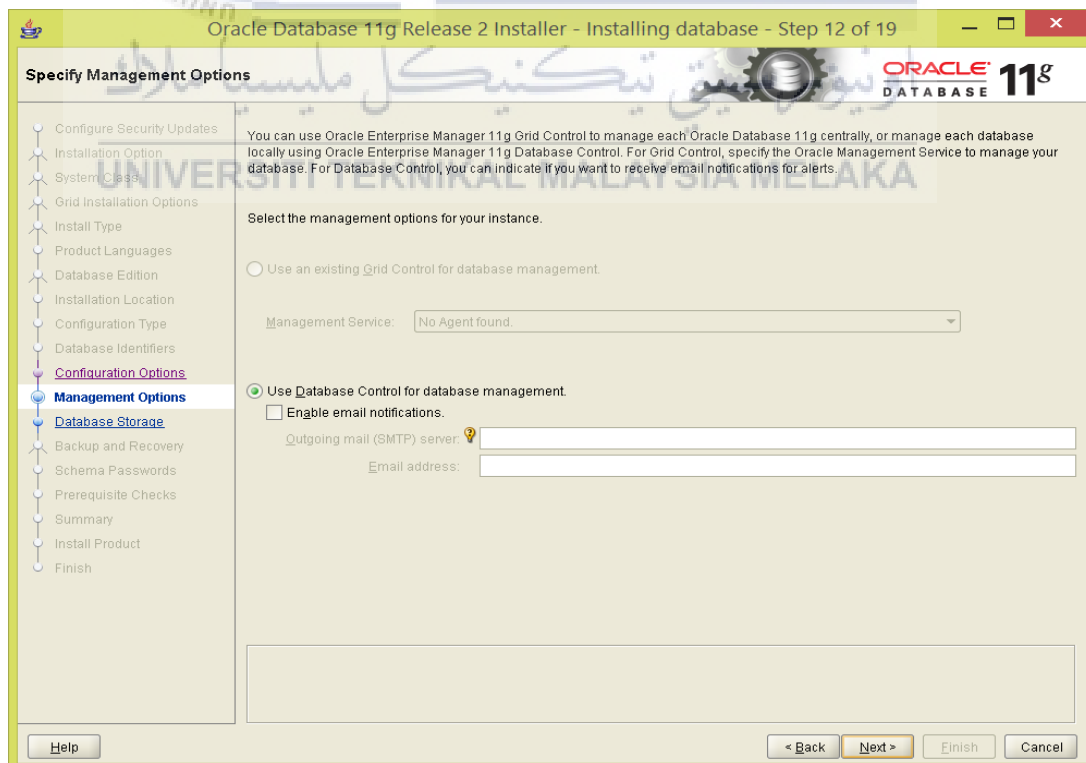 Oracle Database 11g Release 2 Installer - Installing database - Step 12 of 19
Specify Management Options
ORACLE
DATABASE
11g
اونيۏرسيتي تيكنيكل مليسيا ملاك
UNIVERSITI TEKNIKAL MALAYSIA MELAKA
Configure Security Updates
Installation Option
System Class
Grid Installation Options
Install Type
Product Languages
Database Edition
Installation Location
Configuration Type
Database Identifiers
Configuration Options
Management Options
Database Storage
Backup and Recovery
Schema Passwords
Prerequisite Checks
Summary
Install Product
Finish
You can use Oracle Enterprise Manager 11g Grid Control to manage each Oracle Database 11g centrally, or manage each database
locally using Oracle Enterprise Manager 11g Database Control. For Grid Control, specify the Oracle Management Service to manage your
database. For Database Control, you can indicate if you want to receive email notifications for alerts.
Select the management options for your instance.
Use an existing Grid Control for database management.
Management Service: No Agent found.
Use Database Control for database management.
Enable email notifications.
Outgoing mail (SMTP) server:
Email address:
Help
< Back
Next >
Finish
Cancel